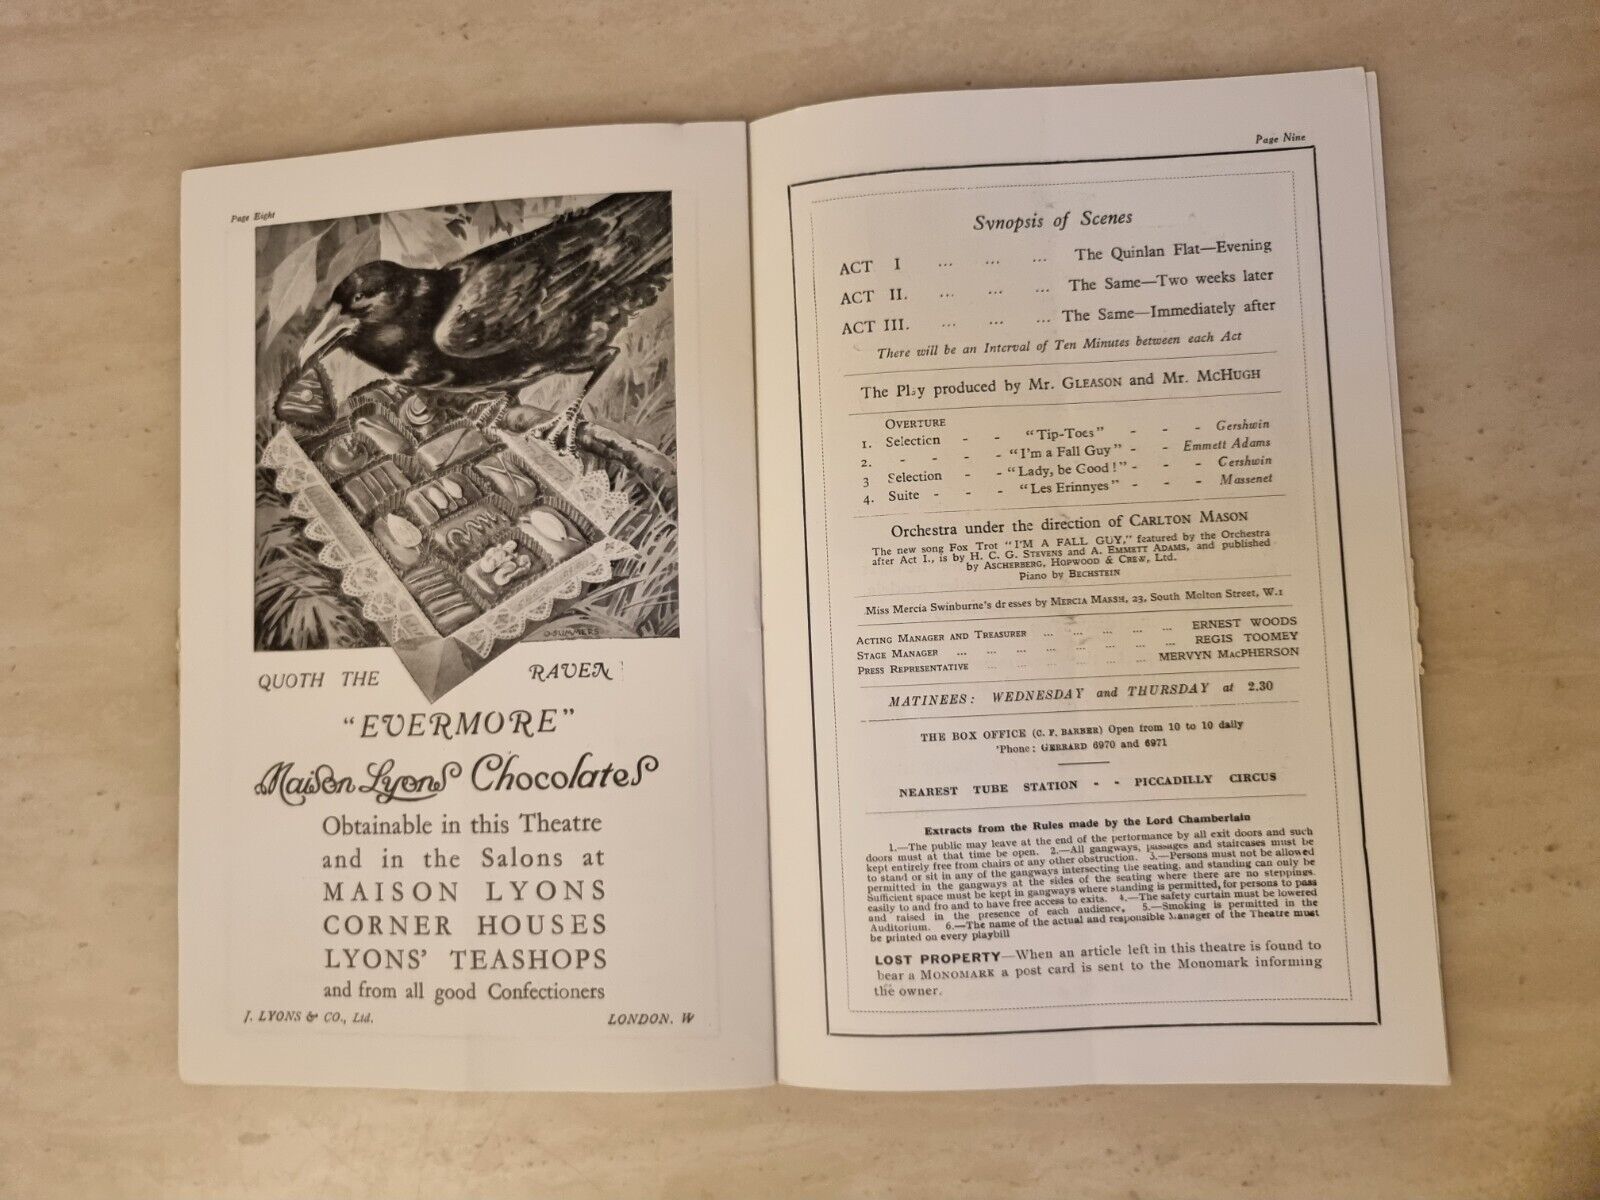 Page Eight
O SUMMERS
QUOTH THE RAVEN
"EVERMORE"
Maison Lyons Chocolates
Obtainable in this Theatre
and in the Salons at
MAISON LYONS
CORNER HOUSES
LYONS' TEASHOPS
and from all good Confectioners
J. LYONS & CO., Ltd. LONDON, W
Page Nine
Synopsis of Scenes
ACT I ... ... ... The Quinlan Flat—Evening
ACT II. ... ... ... The Same—Two weeks later
ACT III. ... ... ... The Same—Immediately after
There will be an Interval of Ten Minutes between each Act
The Play produced by Mr. GLEASON and Mr. McHUGH
OVERTURE
1. Selection - - "Tip-Toes" - - - Gershwin
2. - - - - "I'm a Fall Guy" - - - Emmett Adams
3 Selection - - "Lady, be Good!" - - - Gershwin
4. Suite - - - "Les Erinnyes" - - - Massenet
Orchestra under the direction of CARLTON MASON
The new song Fox Trot "I'M A FALL GUY," featured by the Orchestra
after Act I., is by H. C. G. STEVENS and A. EMMETT ADAMS, and published
by ASCHERBERG, HOPWOOD & CREW, Ltd.
Piano by BECHSTEIN
Miss Mercia Swinburne's dresses by MERCIA MARSH, 23, South Molton Street, W.1
ACTING MANAGER AND TREASURER ... ... ... ... ... ERNEST WOODS
STAGE MANAGER ... ... ... ... ... ... ... REGIS TOOMEY
PRESS REPRESENTATIVE ... ... ... ... ... ... MERVYN MACPHERSON
MATINEES: WEDNESDAY and THURSDAY at 2.30
THE BOX OFFICE (C. F. BARBER) Open from 10 to 10 daily
'Phone: GERRARD 6970 and 6971
NEAREST TUBE STATION - - PICCADILLY CIRCUS
Extracts from the Rules made by the Lord Chamberlain
1.—The public may leave at the end of the performance by all exit doors and such
doors must at that time be open. 2.—All gangways, passages and staircases must be
kept entirely free from chairs or any other obstruction. 3.—Persons must not be allowed
to stand or sit in any of the gangways intersecting the seating, and standing can only be
permitted in the gangways at the sides of the seating where there are no steppings.
Sufficient space must be kept in gangways where standing is permitted, for persons to pass
easily to and fro and to have free access to exits. 4.—The safety curtain must be lowered
and raised in the presence of each audience, 5.—Smoking is permitted in the
Auditorium. 6.—The name of the actual and responsible Manager of the Theatre must
be printed on every playbill
LOST PROPERTY—When an article left in this theatre is found to
bear a MONOMARK a post card is sent to the Monomark informing
the owner.